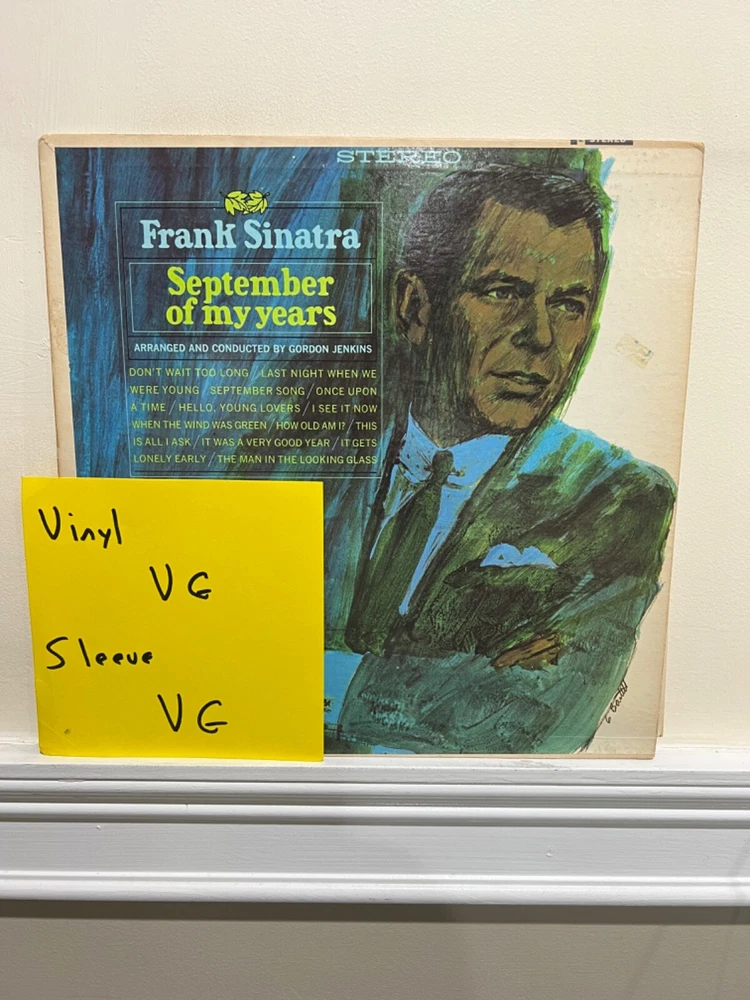 STEREO
STEREO
Frank Sinatra
September
of my years
ARRANGED AND CONDUCTED BY GORDON JENKINS
DON'T WAIT TOO LONG / LAST NIGHT WHEN WE
WERE YOUNG / SEPTEMBER SONG / ONCE UPON
A TIME / HELLO, YOUNG LOVERS / I SEE IT NOW
WHEN THE WIND WAS GREEN / HOW OLD AM I? / THIS
IS ALL I ASK / IT WAS A VERY GOOD YEAR / IT GETS
LONELY EARLY / THE MAN IN THE LOOKING GLASS
Vinyl
VG
Sleeve
VG